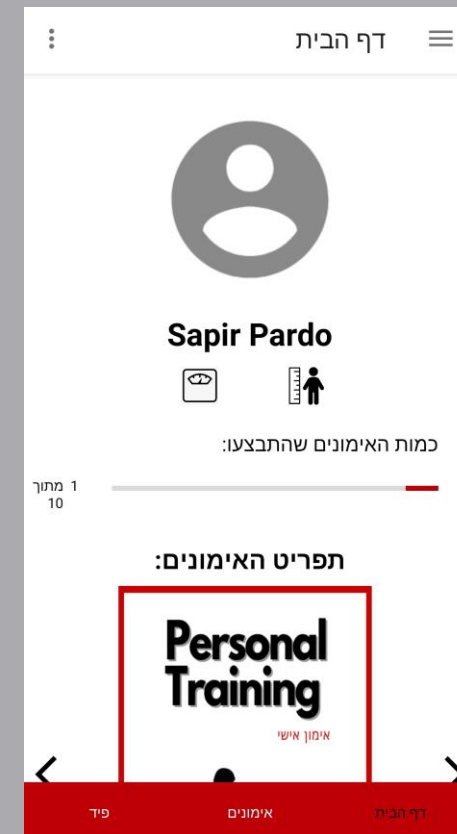 דף הבית
Sapir Pardo
כמות האימונים שהתבצעו:
1 מתוך
10
תפריט האימונים:
Personal
Training
אימון אישי
דף הבית
אימונים
פיד